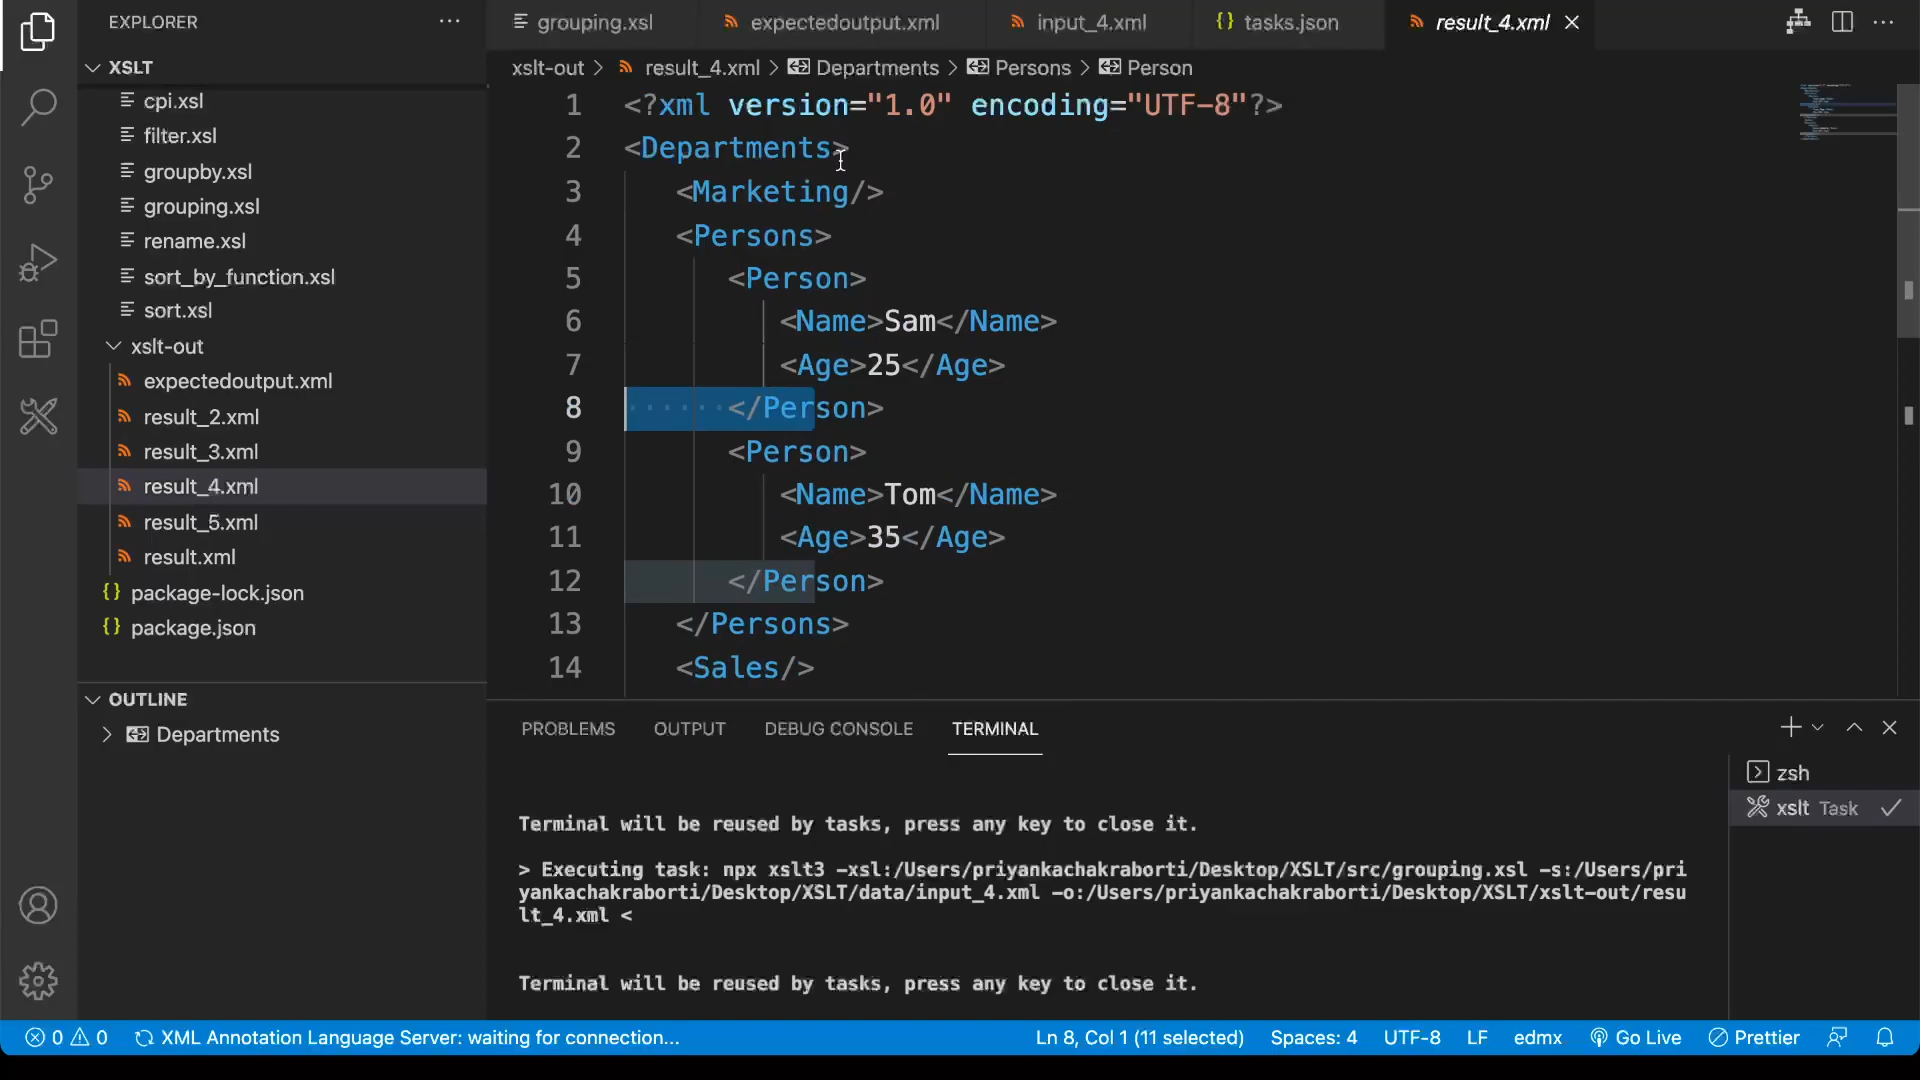 EXPLORER
grouping.xsl
expectedoutput.xml
input_4.xml
tasks.json
result_4.xml
XSLT
xslt-out > result_4.xml > Departments > Persons > Person
cpi.xsl
filter.xsl
groupby.xsl
grouping.xsl
rename.xsl
sort_by_function.xsl
sort.xsl
xslt-out
expectedoutput.xml
result_2.xml
result_3.xml
result_4.xml
result_5.xml
result.xml
package-lock.json
package.json
OUTLINE
Departments
1 <?xml version="1.0" encoding="UTF-8"?>
2 <Departments>
3 <Marketing/>
4 <Persons>
5 <Person>
6 <Name>Sam</Name>
7 <Age>25</Age>
8 </Person>
9 <Person>
10 <Name>Tom</Name>
11 <Age>35</Age>
12 </Person>
13 </Persons>
14 <Sales/>
PROBLEMS OUTPUT DEBUG CONSOLE TERMINAL
zsh
xslt Task
Terminal will be reused by tasks, press any key to close it.
> Executing task: npx xslt3 -xsl:/Users/priyankachakraborti/Desktop/XSLT/src/grouping.xsl -s:/Users/pri
yankachakraborti/Desktop/XSLT/data/input_4.xml -o:/Users/priyankachakraborti/Desktop/XSLT/xslt-out/resu
lt_4.xml <
Terminal will be reused by tasks, press any key to close it.
0 0 XML Annotation Language Server: waiting for connection... Ln 8, Col 1 (11 selected) Spaces: 4 UTF-8 LF edmx Go Live Prettier